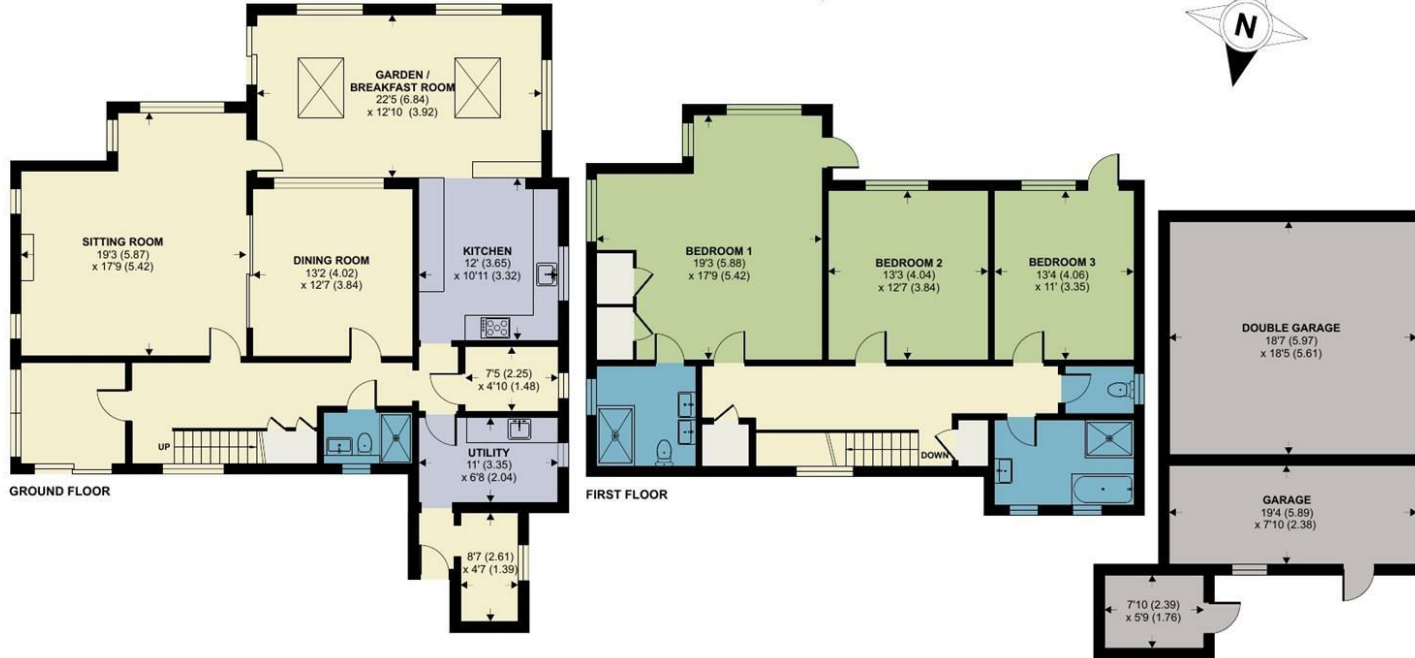 N
GARDEN /
BREAKFAST ROOM
22'5 (6.84)
x 12'10 (3.92)
SITTING ROOM
19'3 (5.87)
x 17'9 (5.42)
DINING ROOM
13'2 (4.02)
x 12'7 (3.84)
KITCHEN
12' (3.65)
x 10'11 (3.32)
7'5 (2.25)
x 4'10 (1.48)
UP
UTILITY
11' (3.35)
x 6'8 (2.04)
8'7 (2.61)
x 4'7 (1.39)
GROUND FLOOR
BEDROOM 1
19'3 (5.88)
x 17'9 (5.42)
BEDROOM 2
13'3 (4.04)
x 12'7 (3.84)
BEDROOM 3
13'4 (4.06)
x 11' (3.35)
DOWN
FIRST FLOOR
DOUBLE GARAGE
18'7 (5.97)
x 18'5 (5.61)
GARAGE
19'4 (5.89)
x 7'10 (2.38)
7'10 (2.39)
x 5'9 (1.76)